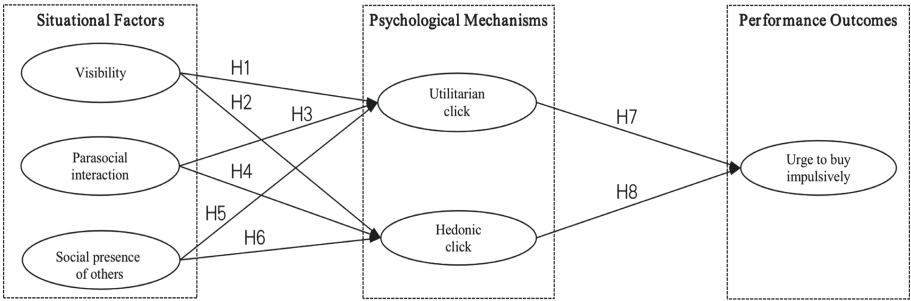 Situational Factors
Psychological Mechanisms
Performance Outcomes
Visibility
Parasocial
interaction
Social presence
of others
H1
H2
H3
H4
H5
H6
Utilitarian
click
Hedonic
click
H7
H8
Urge to buy
impulsively